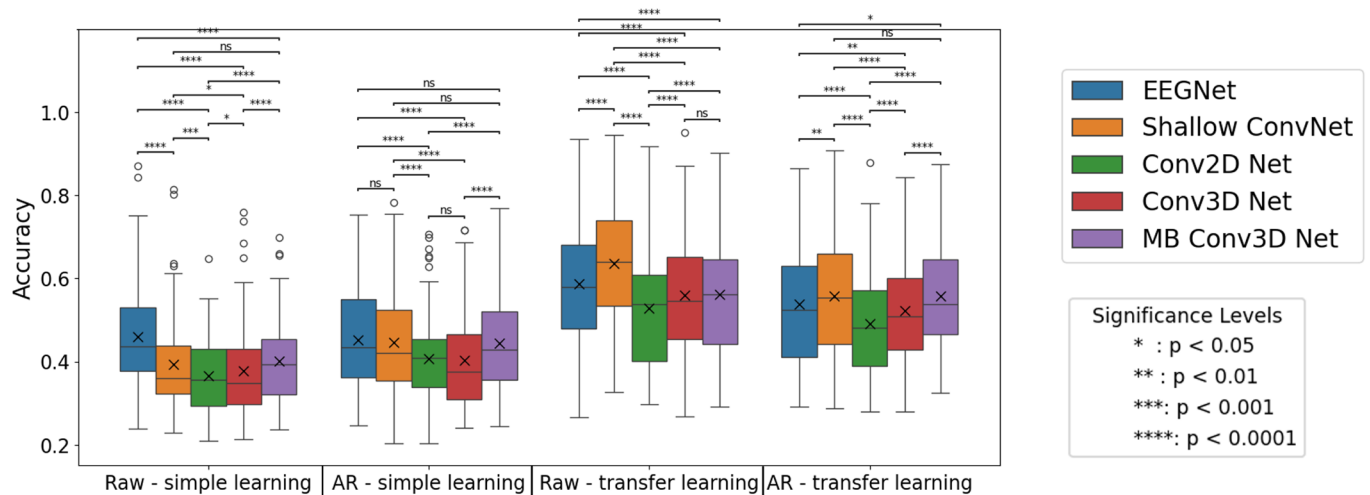 **** **** *
**** ns **** ns
ns **** **
**** ns **** ****
* **** **** **** **** ****
**** **** **** ****
**** * **** **** **** ****
*** **** **** ns **** **
**** ns **** ****
ns
1.0
0.8
0.6
0.4
0.2
Accuracy
Raw - simple learning
AR - simple learning
Raw - transfer learning
AR - transfer learning
EEGNet
Shallow ConvNet
Conv2D Net
Conv3D Net
MB Conv3D Net
Significance Levels
* : p < 0.05
** : p < 0.01
***: p < 0.001
****: p < 0.0001